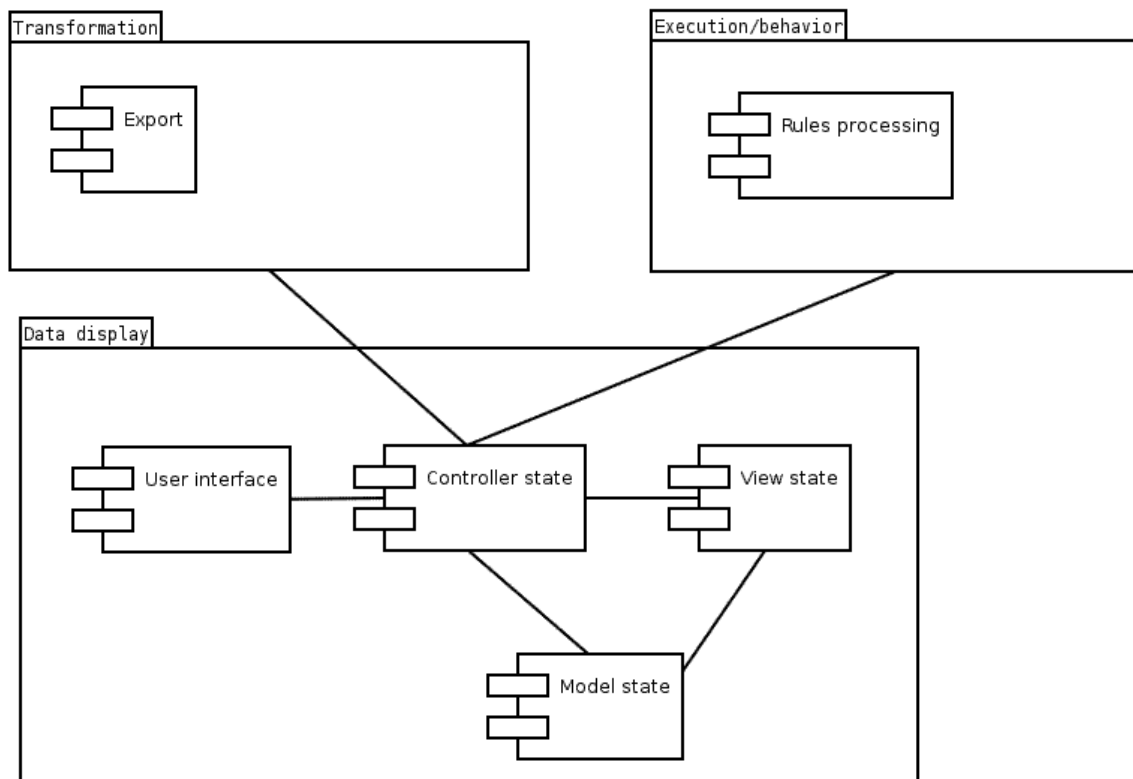 Transformation
Execution/behavior
Export
Rules processing
Data display
User interface
Controller state
View state
Model state